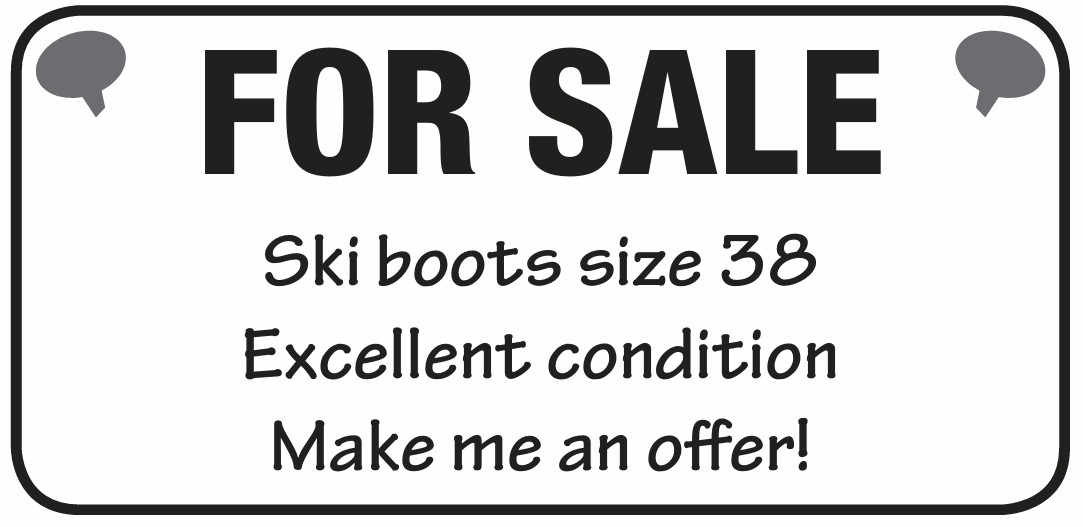 FOR SALE
Ski boots size 38
Excellent condition
Make me an offer!